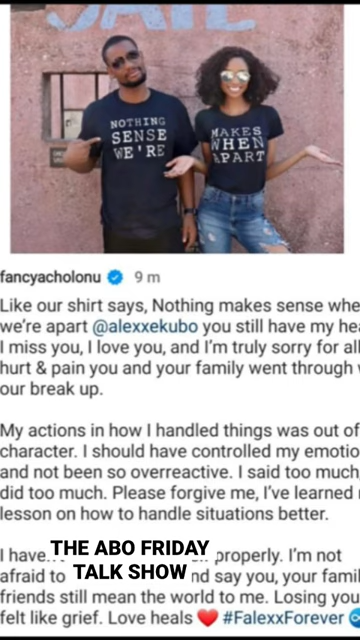 JAIL
NOTHING
SENSE
WE'RE
MAKES
WHEN
APART
fancyacholonu 9 m
Like our shirt says, Nothing makes sense whe
we're apart @alexxekubo you still have my hea
I miss you, I love you, and I'm truly sorry for all
hurt & pain you and your family went through
our break up.
My actions in how I handled things was out of
character. I should have controlled my emotio
and not been so overreactive. I said too much
did too much. Please forgive me, I've learned
lesson on how to handle situations better.
I have properly. I'm not
THE ABO FRIDAY
TALK SHOW
afraid to nd say you, your famil
friends still mean the world to me. Losing you
felt like grief. Love heals ❤️ #FalexxForever